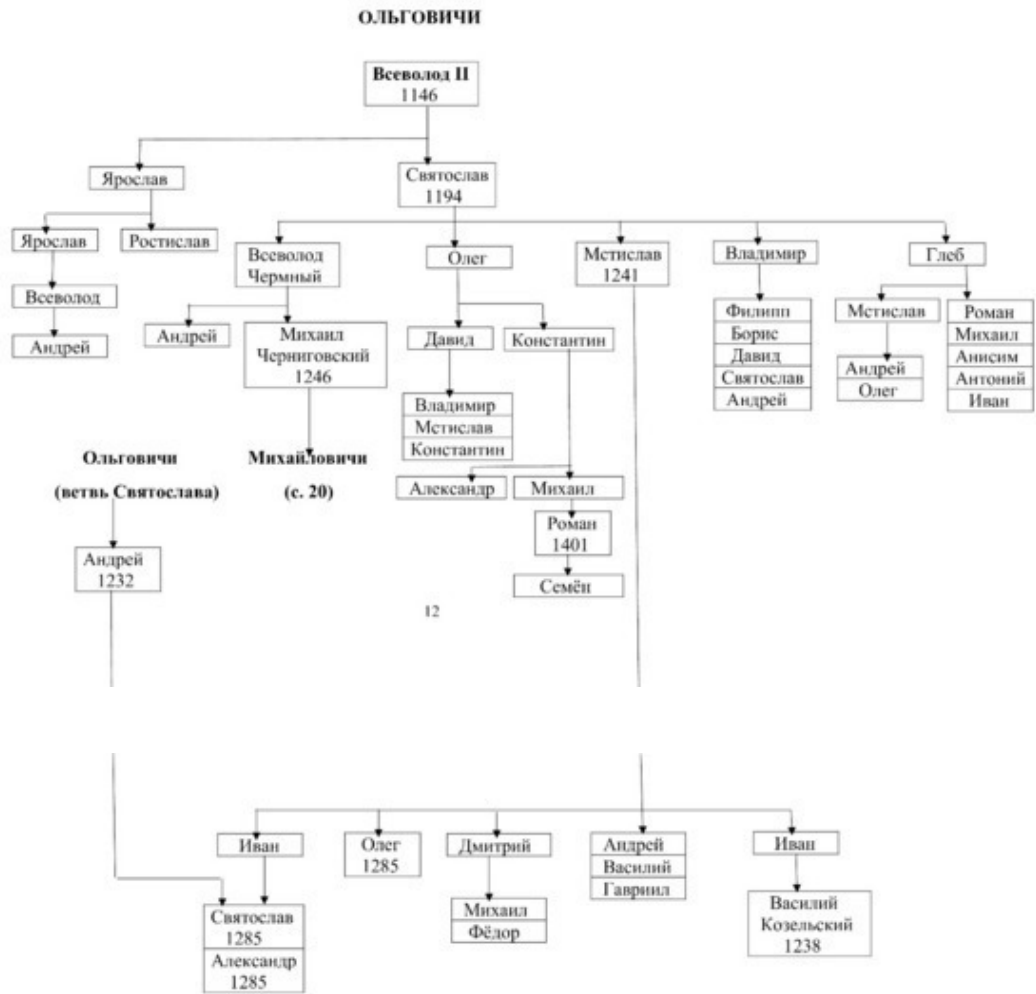 ОЛЬГОВИЧИ
Всеволод II
1146
Ярослав
Святослав
1194
Ярослав
Ростислав
Всеволод
Чермный
Олег
Мстислав
1241
Владимир
Глеб
Всеволод
Андрей
Андрей
Михаил
Черниговский
1246
Давид
Константин
Филипп
Борис
Давид
Святослав
Андрей
Мстислав
Роман
Михаил
Анисим
Антоний
Иван
Андрей
Олег
Владимир
Мстислав
Константин
Ольговичи
(ветвь Святослава)
Михайловичи
(с. 20)
Александр
Михаил
Роман
1401
Семён
Андрей
1232
12
Иван
Олег
1285
Дмитрий
Андрей
Василий
Гавриил
Иван
Святослав
1285
Александр
1285
Михаил
Фёдор
Василий
Козельский
1238